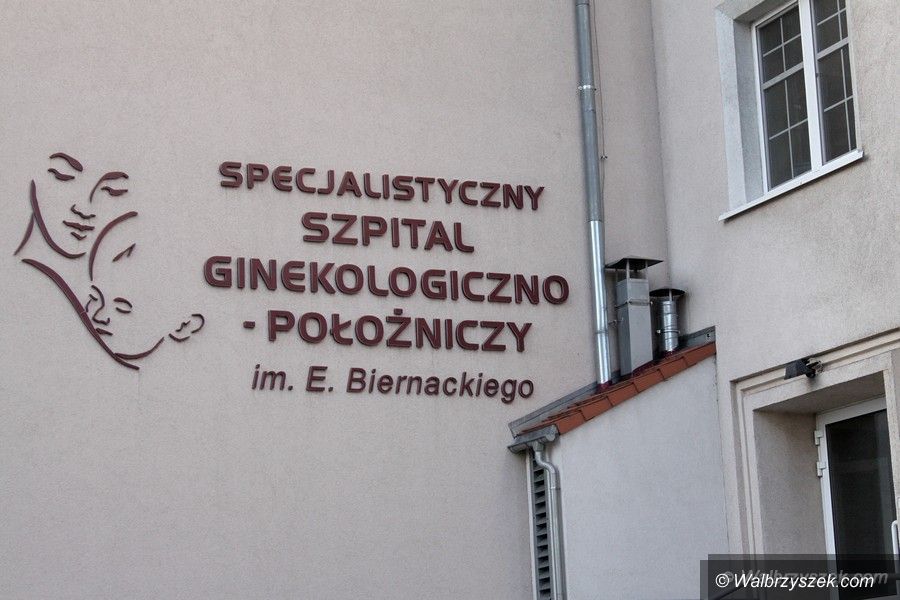 SPECJALISTYCZNY
SZPITAL
GINEKOLOGICZNO
-POŁOŻNICZY
im. E. Biernackiego
© Walbrzyszek.com